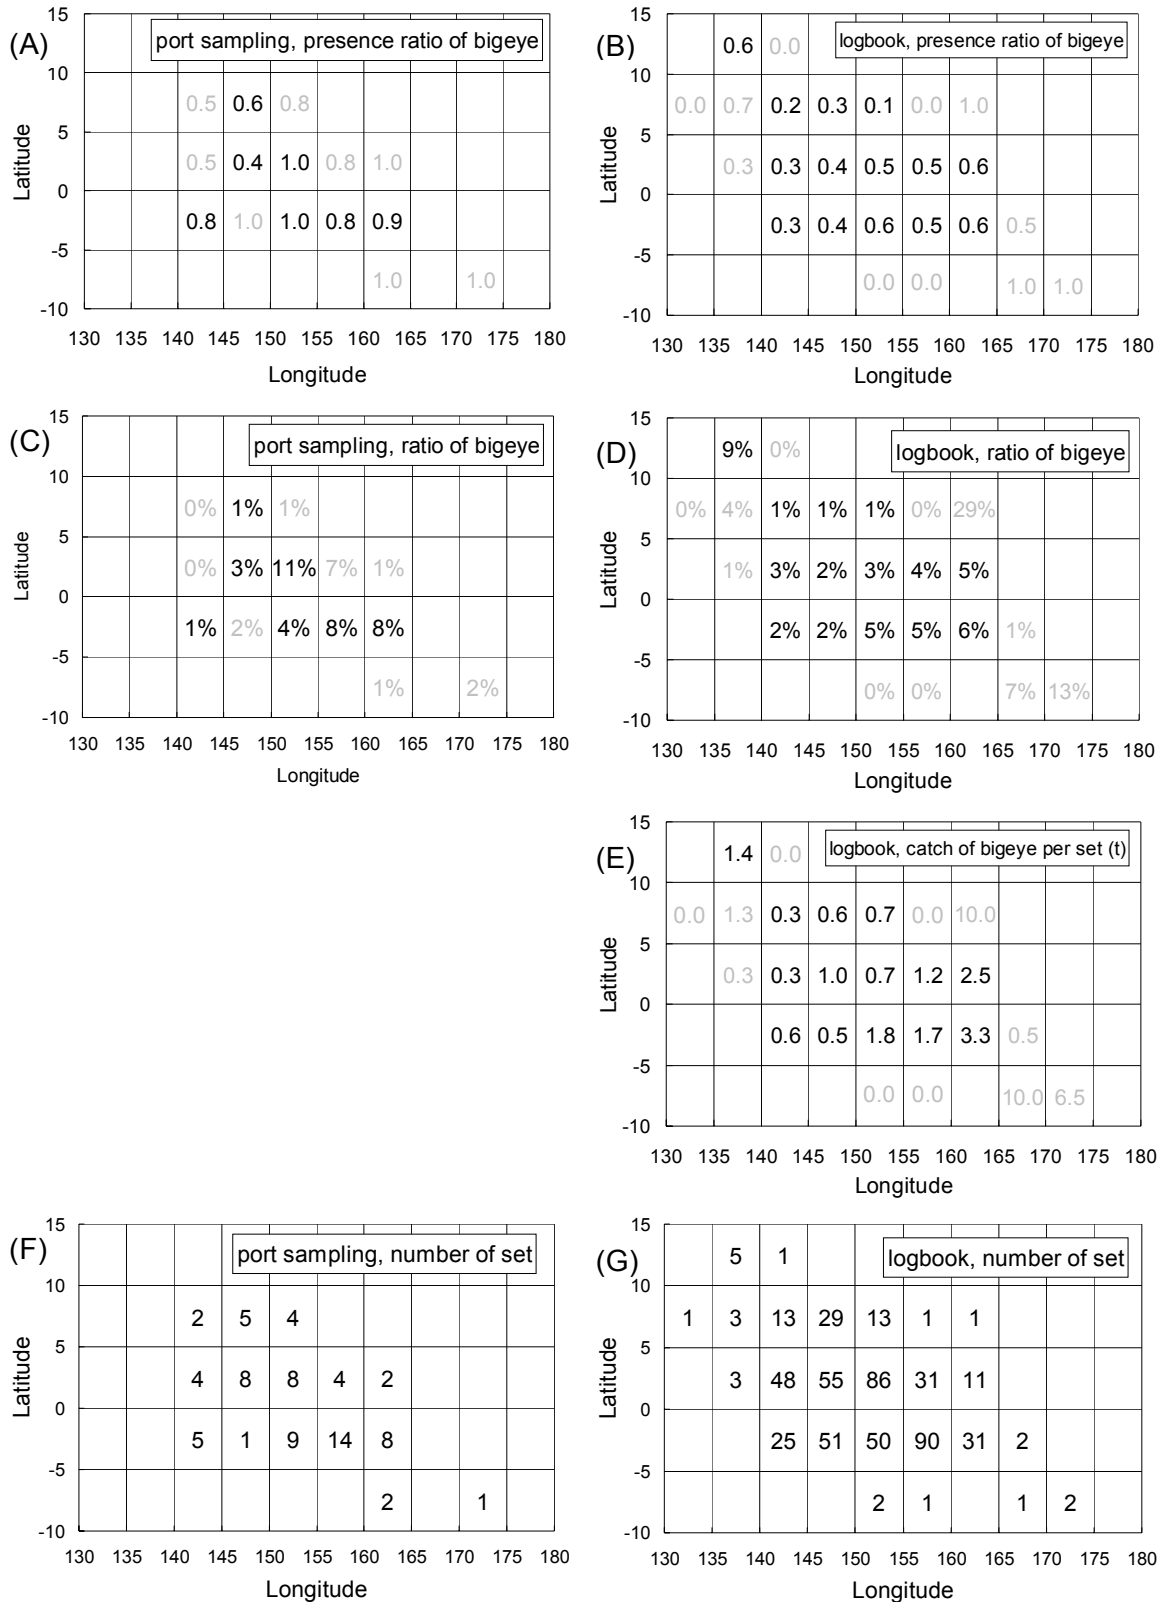 (A)
port sampling, presence ratio of bigeye
Latitude
15
10
0.5 0.6 0.8
5
0.5 0.4 1.0 0.8 1.0
0
0.8 1.0 1.0 0.8 0.9
-5
1.0 1.0
-10
130 135 140 145 150 155 160 165 170 175 180
Longitude
(B)
logbook, presence ratio of bigeye
Latitude
15
0.6 0.0
10
0.0 0.7 0.2 0.3 0.1 0.0 1.0
5
0.3 0.3 0.4 0.5 0.5 0.6
0
0.3 0.4 0.6 0.5 0.6 0.5
-5
0.0 0.0 1.0 1.0
-10
130 135 140 145 150 155 160 165 170 175 180
Longitude
(C)
port sampling, ratio of bigeye
Latitude
15
10
0% 1% 1%
5
0% 3% 11% 7% 1%
0
1% 2% 4% 8% 8%
-5
1% 2%
-10
130 135 140 145 150 155 160 165 170 175 180
Longitude
(D)
logbook, ratio of bigeye
Latitude
15
9% 0%
10
0% 4% 1% 1% 1% 0% 29%
5
1% 3% 2% 3% 4% 5%
0
2% 2% 5% 5% 6% 1%
-5
0% 0% 7% 13%
-10
130 135 140 145 150 155 160 165 170 175 180
Longitude
(E)
logbook, catch of bigeye per set (t)
Latitude
15
1.4 0.0
10
0.0 1.3 0.3 0.6 0.7 0.0 10.0
5
0.3 0.3 1.0 0.7 1.2 2.5
0
0.6 0.5 1.8 1.7 3.3 0.5
-5
0.0 0.0 10.0 6.5
-10
130 135 140 145 150 155 160 165 170 175 180
Longitude
(F)
port sampling, number of set
Latitude
15
10
2 5 4
5
4 8 8 4 2
0
5 1 9 14 8
-5
2 1
-10
130 135 140 145 150 155 160 165 170 175 180
Longitude
(G)
logbook, number of set
Latitude
15
5 1
10
1 3 13 29 13 1 1
5
3 48 55 86 31 11
0
25 51 50 90 31 2
-5
2 1 1 2
-10
130 135 140 145 150 155 160 165 170 175 180
Longitude